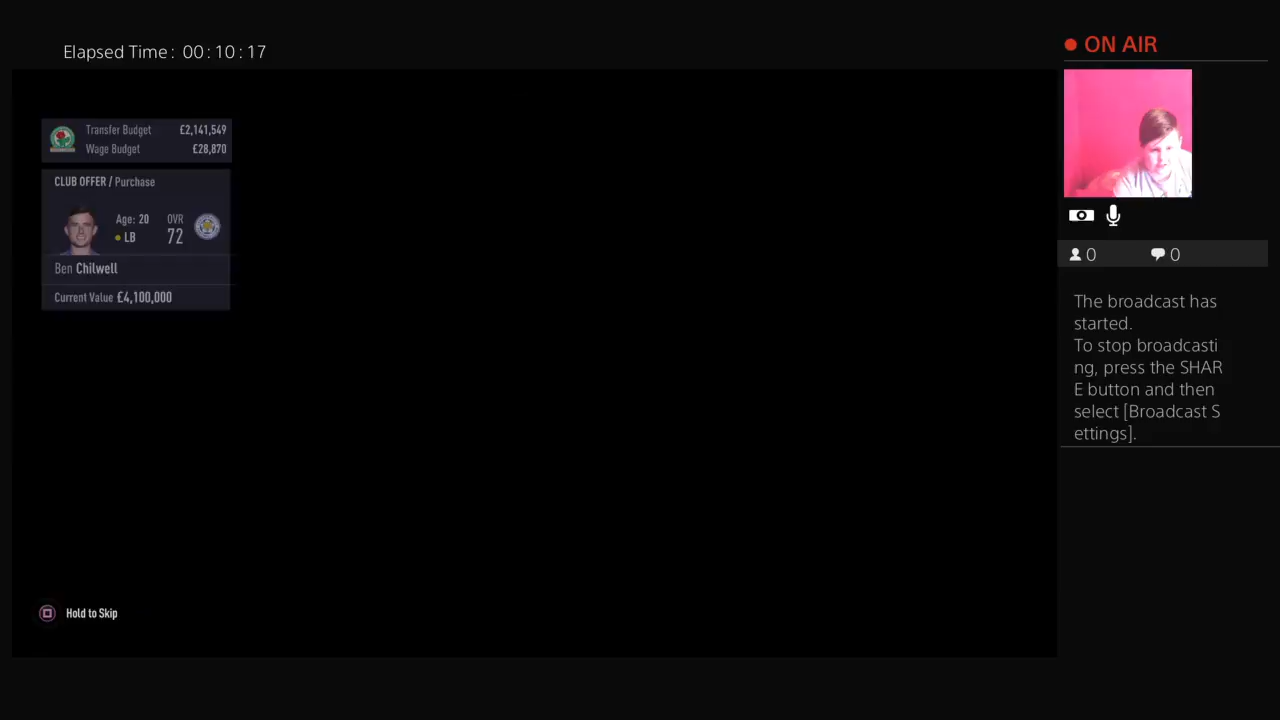 Elapsed Time: 00:10:17
ON AIR
Transfer Budget £2,141,549
Wage Budget £28,870
CLUB OFFER / Purchase
Age: 20 OVR
LB 72
Ben Chilwell
Current Value £4,100,000
Hold to Skip
0 0
The broadcast has
started.
To stop broadcasti
ng, press the SHAR
E button and then
select [Broadcast S
ettings].